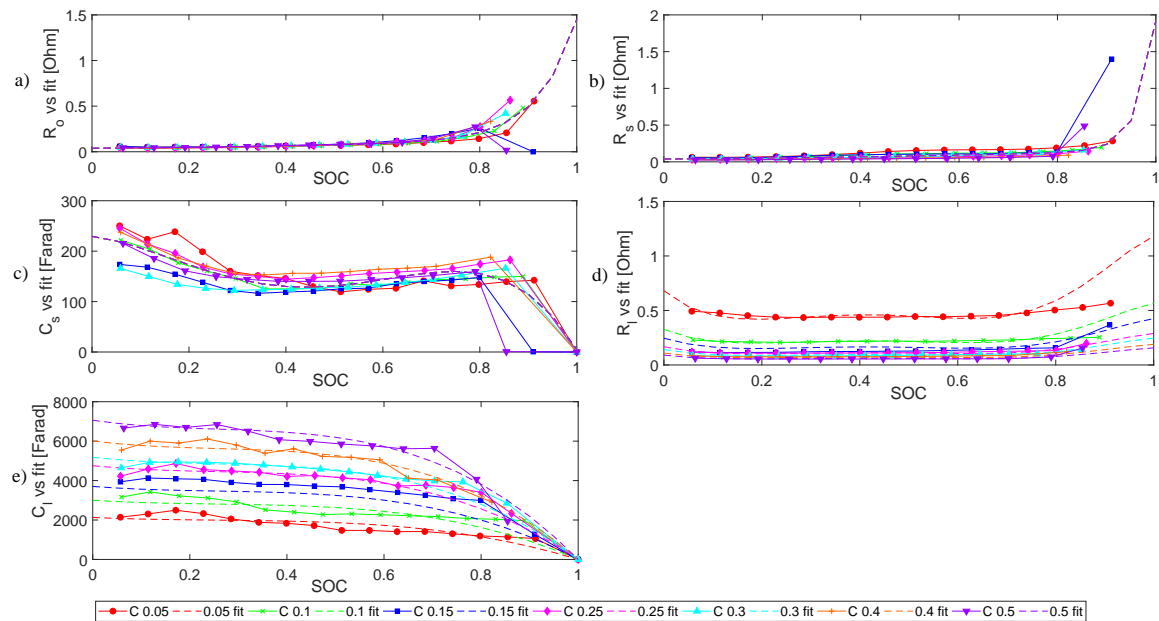 a)
R_o vs fit [Ohm]
1.5
1
0.5
0
0 0.2 0.4 0.6 0.8 1
SOC
b)
R_s vs fit [Ohm]
2
1.5
1
0.5
0
0 0.2 0.4 0.6 0.8 1
SOC
c)
C_s vs fit [Farad]
300
200
100
0
0 0.2 0.4 0.6 0.8 1
SOC
d)
R_l vs fit [Ohm]
1.5
1
0.5
0
0 0.2 0.4 0.6 0.8 1
SOC
e)
C_l vs fit [Farad]
8000
6000
4000
2000
0
0 0.2 0.4 0.6 0.8 1
SOC
C 0.05 0.05 fit C 0.1 0.1 fit C 0.15 0.15 fit C 0.25 0.25 fit C 0.3 0.3 fit C 0.4 0.4 fit C 0.5 0.5 fit